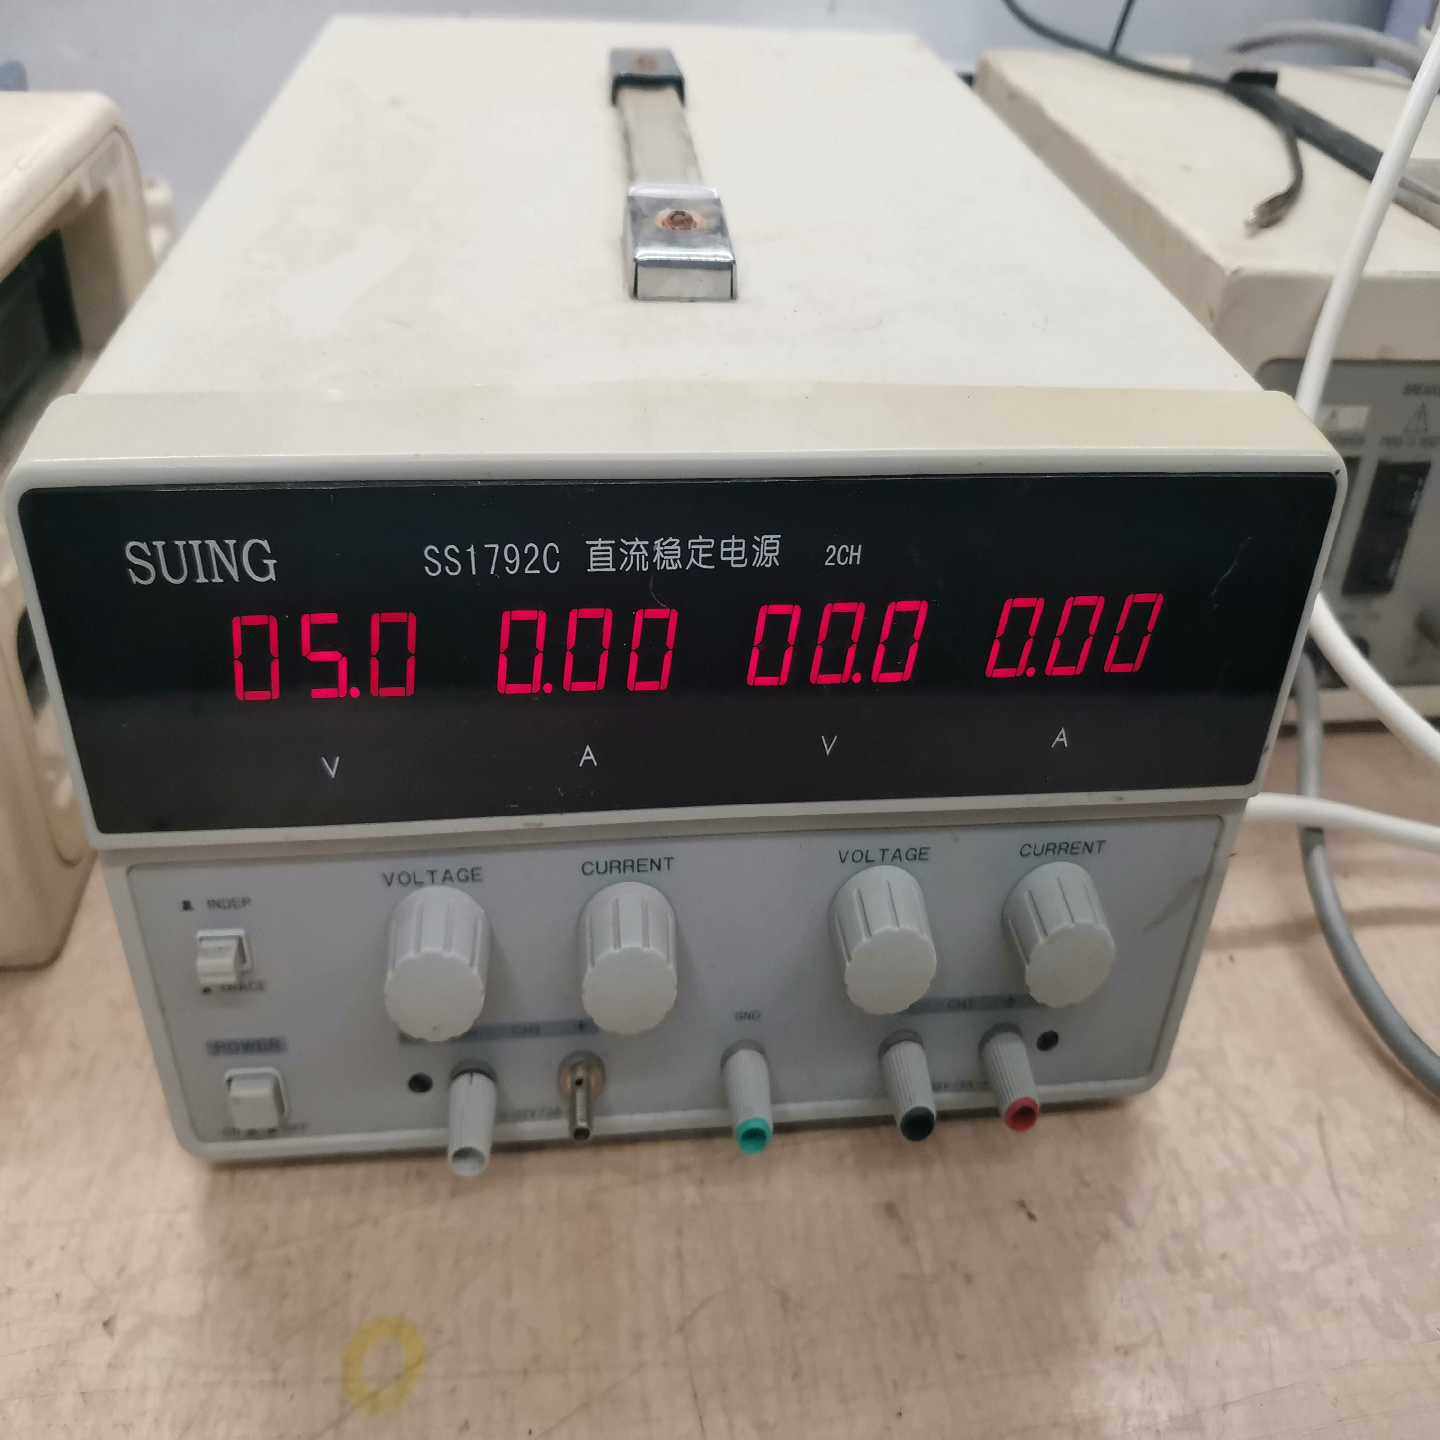 SUING SS1792C 直流稳定电源 2CH
05.0 0.00 00.0 0.00
V A V A
VOLTAGE CURRENT VOLTAGE CURRENT
INDEP
TRACE
POWER
GND